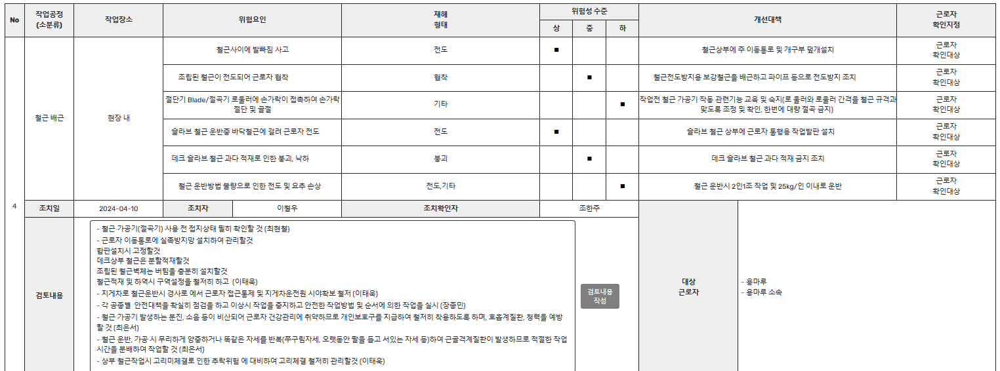 No
작업공정
(소분류)
작업장소
위험요인
재해
형태
위험성 수준
상
중
하
개선대책
근로자
확인지정
4
철근 배근
현장 내
철근사이에 발빠짐 사고
전도
■
철근상부에 주 이동통로 및 개구부 덮개설치
근로자
확인대상
조립된 철근이 전도되어 근로자 협착
협착
■
철근전도방지용 보강철근을 배근하고 파이프 등으로 전도방지 조치
근로자
확인대상
절단기 Blade/절곡기 로울러에 손가락이 접촉하여 손가락
절단 및 골절
기타
■
작업전 철근 가공기 작동 관련기능 교육 및 숙지(로 울러와 로울러 간격을 철근 규격과
맞도록 조정 및 확인, 한번에 대량 절곡 금지)
근로자
확인대상
슬라브 철근 운반중 바닥철근에 걸려 근로자 전도
전도
■
슬라브 철근 상부에 근로자 통행용 작업발판 설치
근로자
확인대상
데크 슬라브 철근 과다 적재로 인한 붕괴, 낙하
붕괴
■
데크 슬라브 철근 과다 적재 금지 조치
근로자
확인대상
철근 운반방법 불량으로 인한 전도 및 요추 손상
전도,기타
■
철근 운반시 2인1조 작업 및 25kg/인 이내로 운반
근로자
확인대상
조치일
2024-04-10
조치자
이철우
조치확인자
조한주
검토내용
- 철근 가공기(절곡기) 사용 전 접지상태 필히 확인할 것 (최현철)
- 근로자 이동통로에 실족방지망 설치하여 관리할것
합판설치시 고정할것
데크상부 철근은 분할적재할것
조립된 철근벽체는 버팀을 충분히 설치할것
철근적재 및 하역시 구역설정을 철저히 하고 (이태욱)
- 지게차로 철근운반시 경사로 에서 근로자 접근통제 및 지게차운전원 시야확보 철저 (이태욱)
- 각 공종별 안전대책을 확실히 점검을 하고 이상시 작업을 중지하고 안전한 작업방법 및 순서에 의한 작업을 실시 (장종민)
- 철근 가공기 발생하는 분진, 소음 등이 비산되어 근로자 건강관리에 취약하므로 개인보호구를 지급하여 철저히 착용하도록 하며, 호흡계질환, 청력을 예방
할 것 (최은서)
- 철근 운반, 가공 시 무리하게 양중하거나 똑같은 자세를 반복(쭈구림자세, 오랫동안 팔을 들고 서있는 자세 등)하여 근골격계질환이 발생하므로 적절한 작업
시간을 분배하여 작업할 것 (최은서)
- 상부 철근작업시 고리미체결로 인한 추락위험 에 대비하여 고리체결 철저히 관리할것 (이태욱)
검토내용
작성
대상
근로자
- 용마루
- 용마루 소속